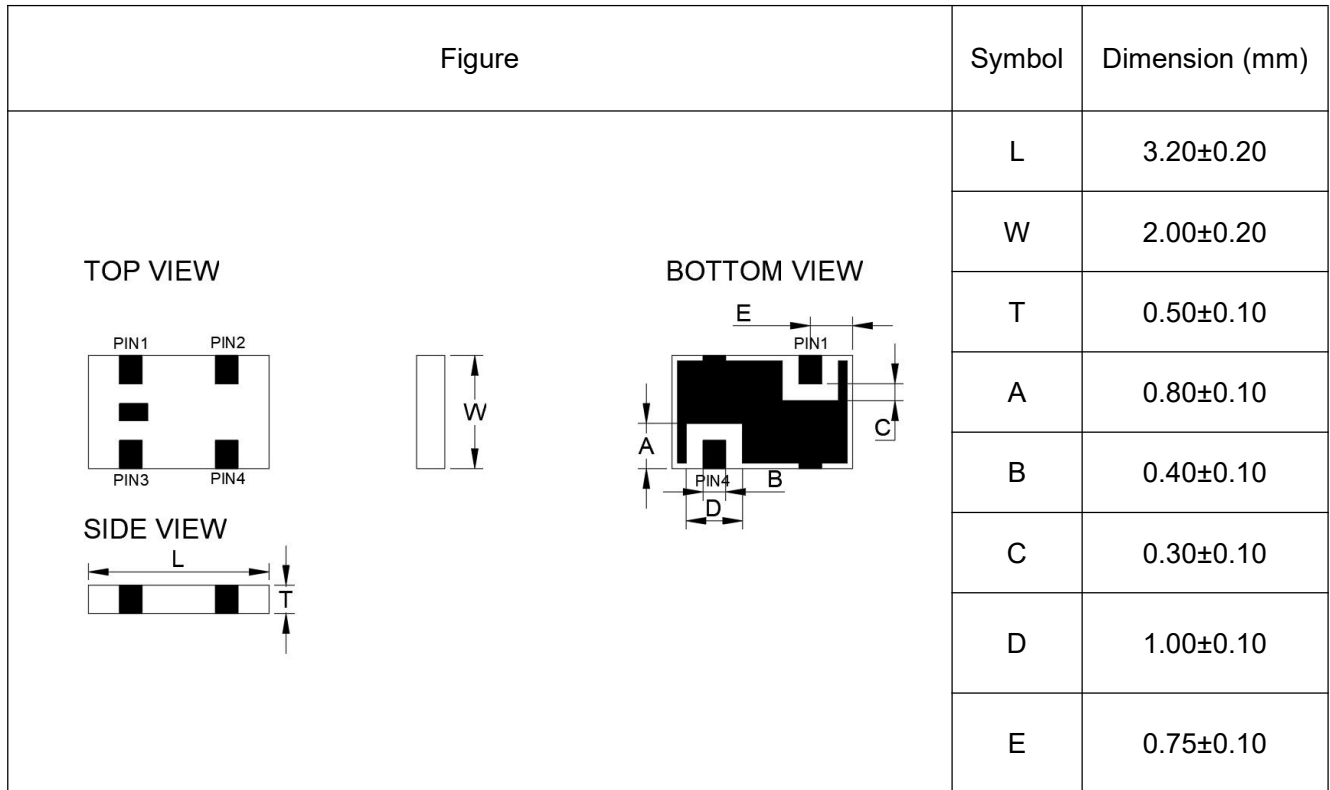 Figure Symbol Dimension (mm)
L 3.20±0.20
W 2.00±0.20
T 0.50±0.10
A 0.80±0.10
B 0.40±0.10
C 0.30±0.10
D 1.00±0.10
E 0.75±0.10
TOP VIEW
PIN1 PIN2
PIN3 PIN4
W
SIDE VIEW
L
T
BOTTOM VIEW
E
PIN1
C
A
PIN4 B
D